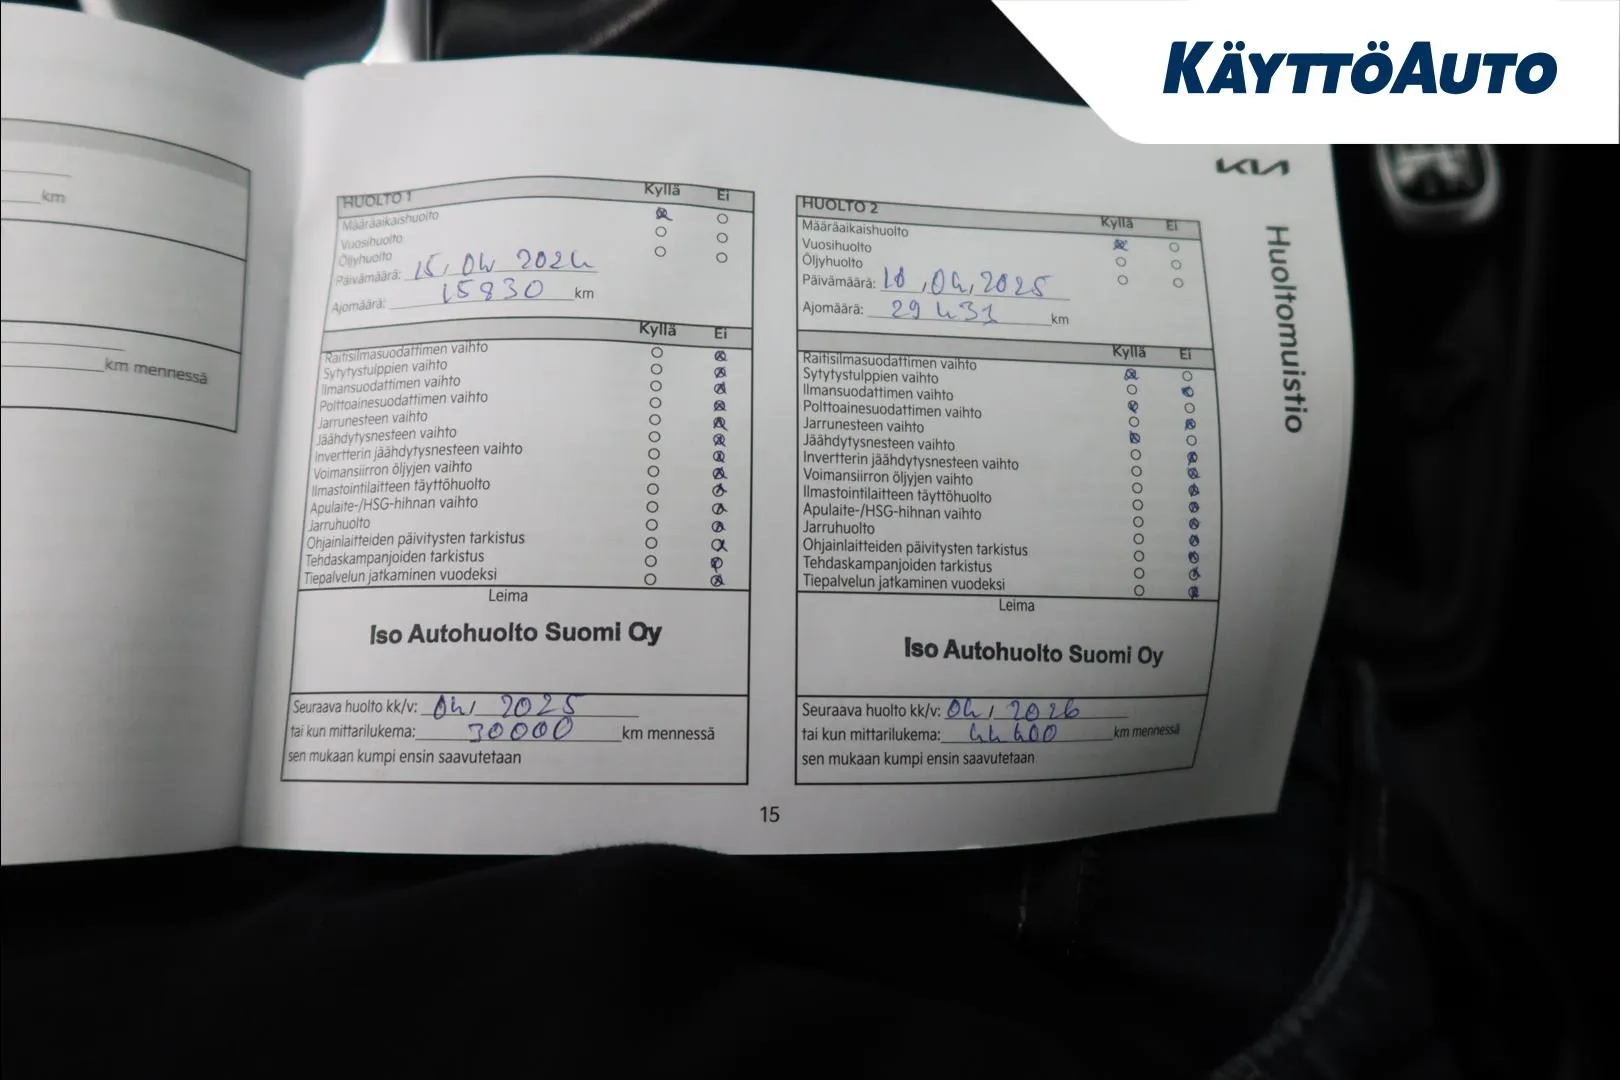 KÄYTTÖAUTO
KIA
Huoltomuistio
km
km mennessä
HUOLTO 1 Kyllä Ei
Määräaikaishuolto
Vuosihuolto
Öljyhuolto
Päivämäärä: 15,04 2024
Ajomäärä: 15830 km
Kyllä Ei
Raitisilmasuodattimen vaihto
Sytytystulppien vaihto
Ilmansuodattimen vaihto
Polttoainesuodattimen vaihto
Jarrunesteen vaihto
Jäähdytysnesteen vaihto
Invertterin jäähdytysnesteen vaihto
Voimansiirron öljyjen vaihto
Ilmastointilaitteen täyttöhuolto
Apulaite-/HSG-hihnan vaihto
Jarruhuolto
Ohjainlaitteiden päivitysten tarkistus
Tehdaskampanjoiden tarkistus
Tiepalvelun jatkaminen vuodeksi
Leima
Iso Autohuolto Suomi Oy
Seuraava huolto kk/v: 04, 2025
tai kun mittarilukema: 30000 km mennessä
sen mukaan kumpi ensin saavutetaan
HUOLTO 2 Kyllä Ei
Määräaikaishuolto
Vuosihuolto
Öljyhuolto
Päivämäärä: 10,04,2025
Ajomäärä: 29431 km
Kyllä Ei
Raitisilmasuodattimen vaihto
Sytytystulppien vaihto
Ilmansuodattimen vaihto
Polttoainesuodattimen vaihto
Jarrunesteen vaihto
Jäähdytysnesteen vaihto
Invertterin jäähdytysnesteen vaihto
Voimansiirron öljyjen vaihto
Ilmastointilaitteen täyttöhuolto
Apulaite-/HSG-hihnan vaihto
Jarruhuolto
Ohjainlaitteiden päivitysten tarkistus
Tehdaskampanjoiden tarkistus
Tiepalvelun jatkaminen vuodeksi
Leima
Iso Autohuolto Suomi Oy
Seuraava huolto kk/v: 04, 2026
tai kun mittarilukema: 44400 km mennessä
sen mukaan kumpi ensin saavutetaan
15